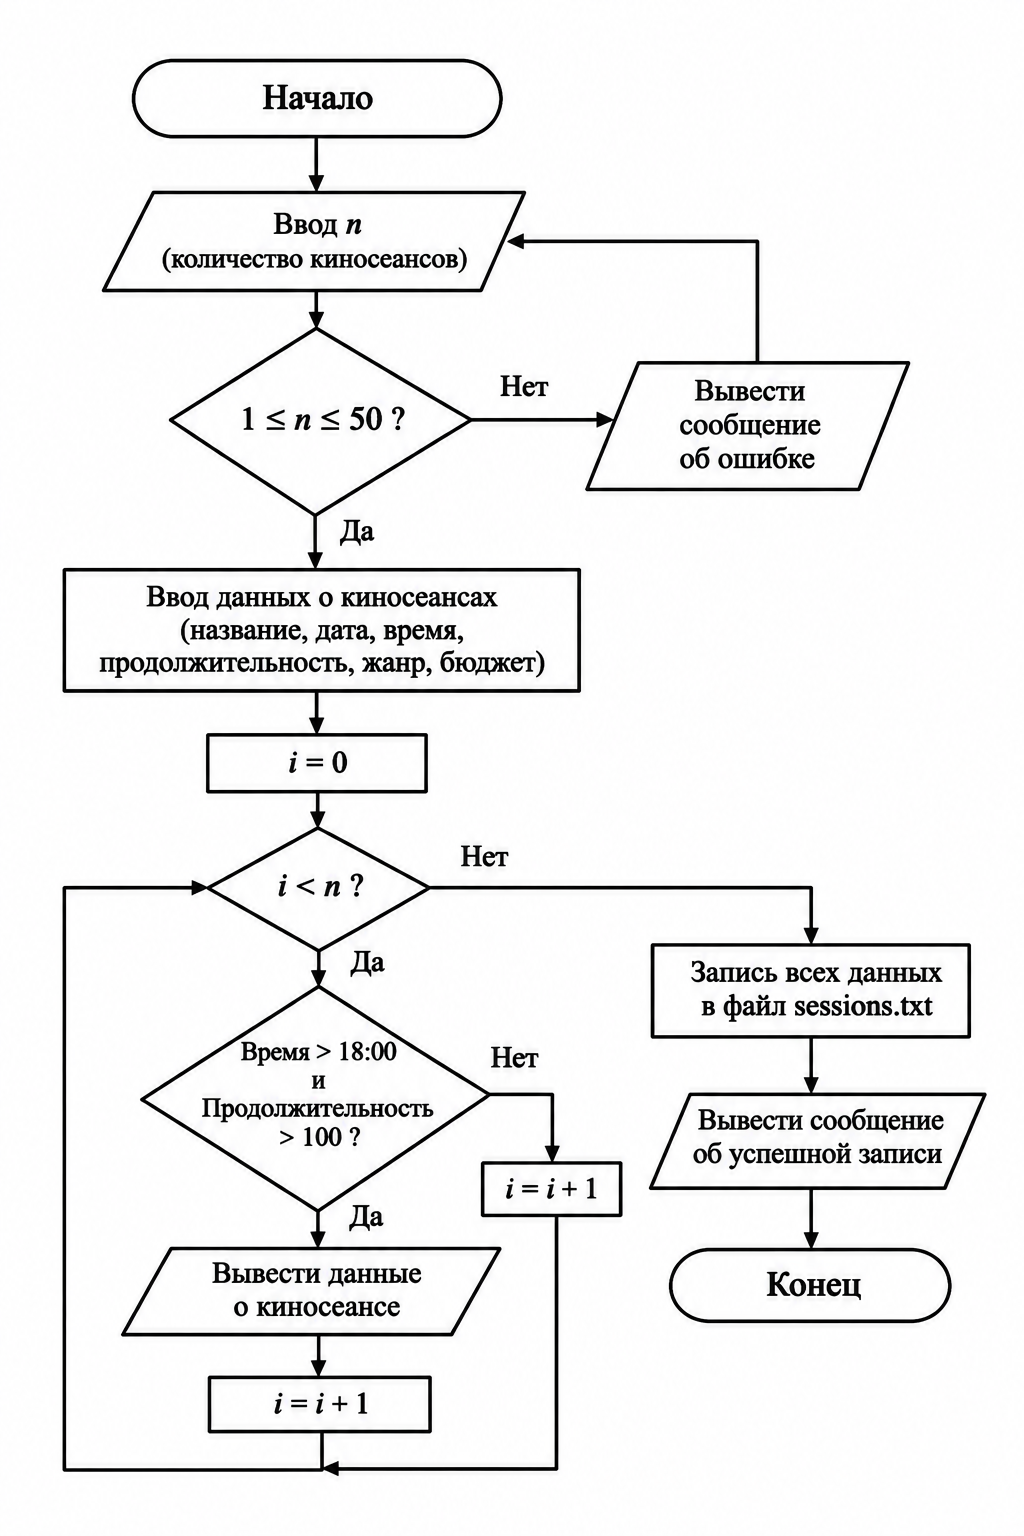 Начало
Ввод n
(количество киносеансов)
1 ≤ n ≤ 50 ?
Нет
Вывести
сообщение
об ошибке
Да
Ввод данных о киносеансах
(название, дата, время,
продолжительность, жанр, бюджет)
i = 0
i < n ?
Нет
Да
Запись всех данных
в файл sessions.txt
Время > 18:00
и
Продолжительность
> 100 ?
Нет
Вывести сообщение
об успешной записи
i = i + 1
Да
Вывести данные
о киносеансе
Конец
i = i + 1